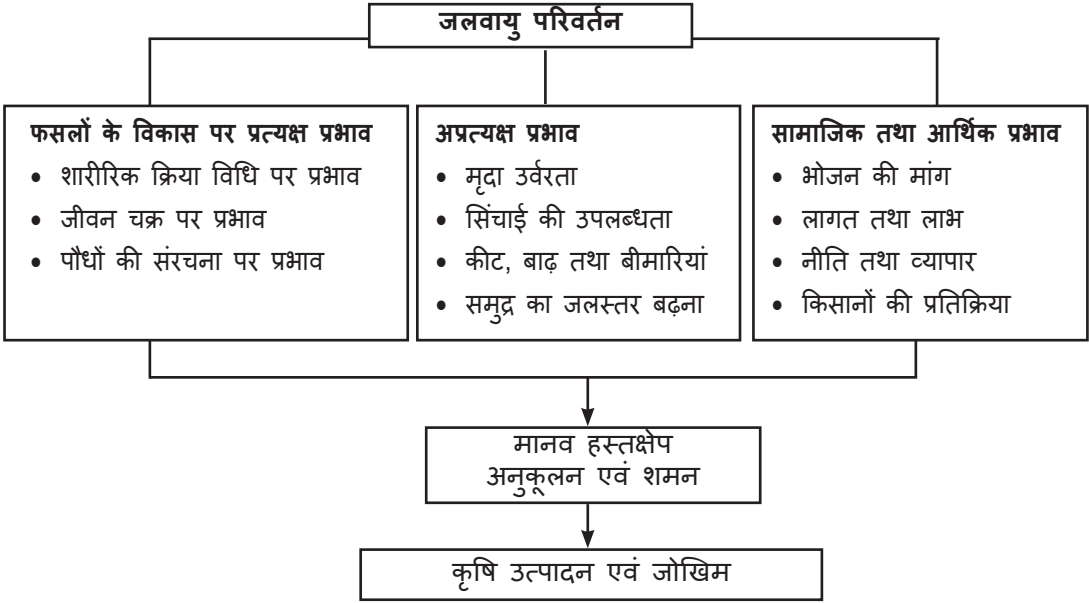 जलवायु परिवर्तन
फसलों के विकास पर प्रत्यक्ष प्रभाव
• शारीरिक क्रिया विधि पर प्रभाव
• जीवन चक्र पर प्रभाव
• पौधों की संरचना पर प्रभाव
अप्रत्यक्ष प्रभाव
• मृदा उर्वरता
• सिंचाई की उपलब्धता
• कीट, बाढ़ तथा बीमारियां
• समुद्र का जलस्तर बढ़ना
सामाजिक तथा आर्थिक प्रभाव
• भोजन की मांग
• लागत तथा लाभ
• नीति तथा व्यापार
• किसानों की प्रतिक्रिया
मानव हस्तक्षेप
अनुकूलन एवं शमन
कृषि उत्पादन एवं जोखिम